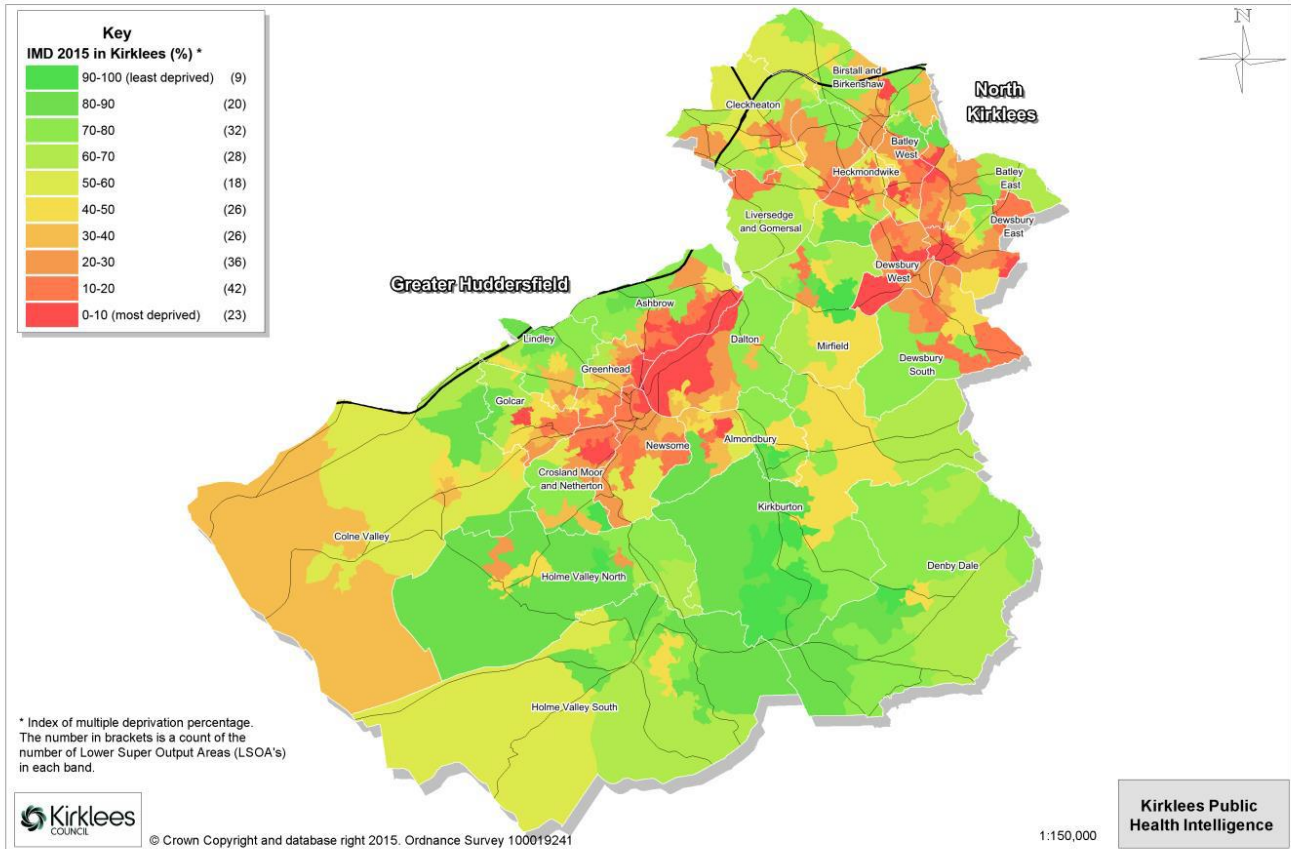 Key
IMD 2015 in Kirklees (%) *
90-100 (least deprived) (9)
80-90 (20)
70-80 (32)
60-70 (28)
50-60 (18)
40-50 (26)
30-40 (26)
20-30 (36)
10-20 (42)
0-10 (most deprived) (23)
N
North
Kirklees
Greater Huddersfield
Birstall and
Birkenshaw
Cleckheaton
Batley
West
Heckmondwike
Batley
East
Liversedge
and Gomersal
Dewsbury
East
Dewsbury
West
Ashbrow
Lindley
Dalton
Mirfield
Greenhead
Dewsbury
South
Golcar
Newsome
Almondbury
Crosland Moor
and Netherton
Kirkburton
Colne Valley
Holme Valley North
Denby Dale
Holme Valley South
* Index of multiple deprivation percentage.
The number in brackets is a count of the
number of Lower Super Output Areas (LSOA's)
in each band.
Kirklees
COUNCIL
© Crown Copyright and database right 2015. Ordnance Survey 100019241
1:150,000
Kirklees Public
Health Intelligence